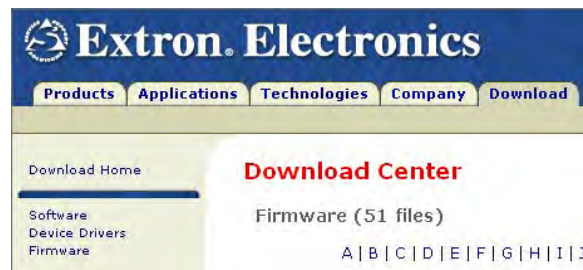 Extron. Electronics
Products Applications Technologies Company Download
Download Home
Download Center
Software
Device Drivers
Firmware
Firmware (51 files)
A | B | C | D | E | F | G | H | I |